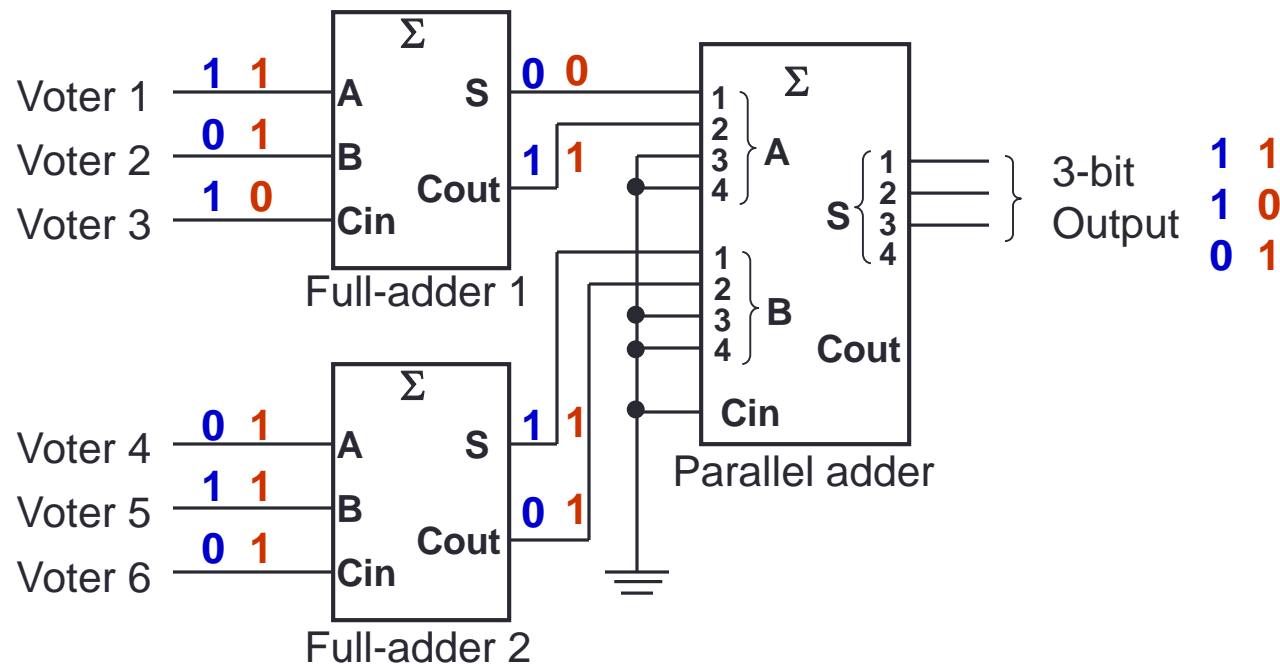 Σ
Voter 1 1 1 A S 0 0
Voter 2 0 1 B
Voter 3 1 0 Cin Cout 1 1
Full-adder 1
Σ
Voter 4 0 1 A S 1 1
Voter 5 1 1 B
Voter 6 0 1 Cin Cout 0 1
Full-adder 2
Σ
1
2
3
4
A
1
2
3
4
B
Cin
S
1
2
3
4
Cout
Parallel adder
3-bit
Output
1 1
1 0
0 1